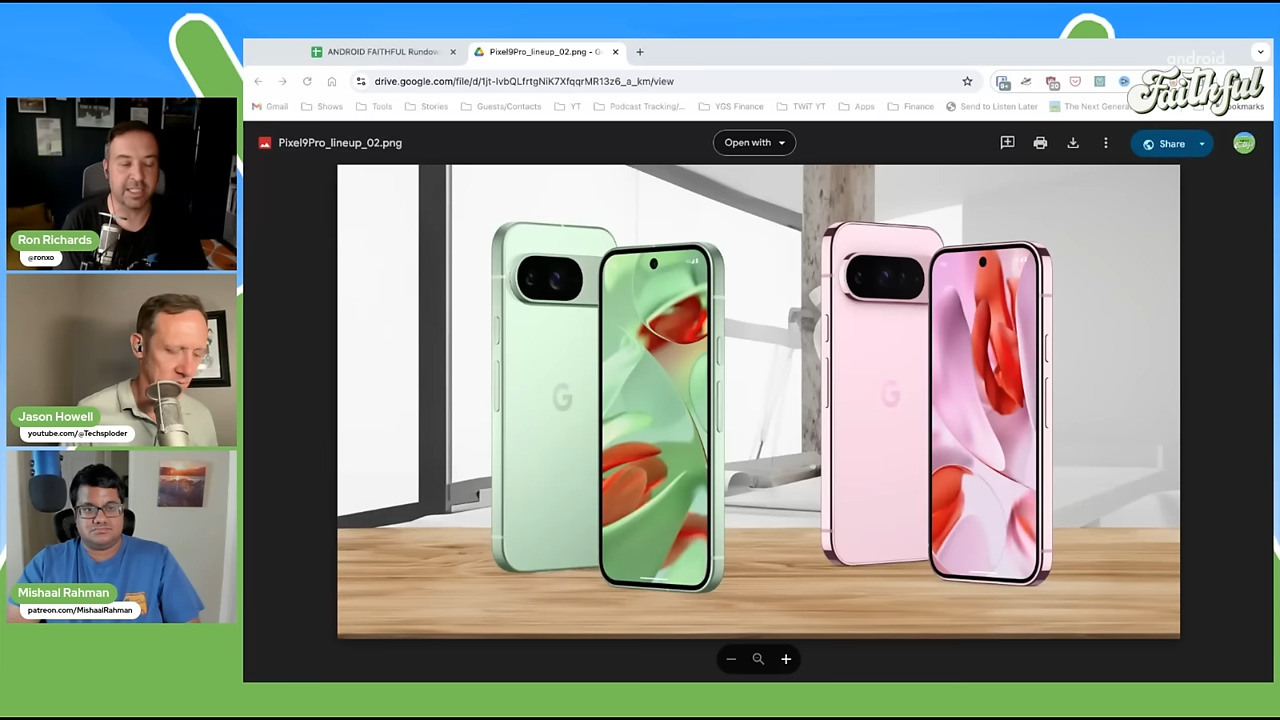 ANDROID FAITHFUL Rundow
Pixel9Pro_lineup_02.png - G
android
Faithful
drive.google.com/file/d/1jt-IvbQLfrtgNiK7XfqqrMR13z6_a_km/view
Gmail
Shows
Tools
Stories
Guests/Contacts
YT
Podcast Tracking/...
YGS Finance
TWiT YT
Apps
Finance
Send to Listen Later
The Next Genera
okmarks
Pixel9Pro_lineup_02.png
Open with
Share
Ron Richards
@ronxo
Jason Howell
youtube.com/@Techsploder
Mishaal Rahman
patreon.com/MishaalRahman
G
G